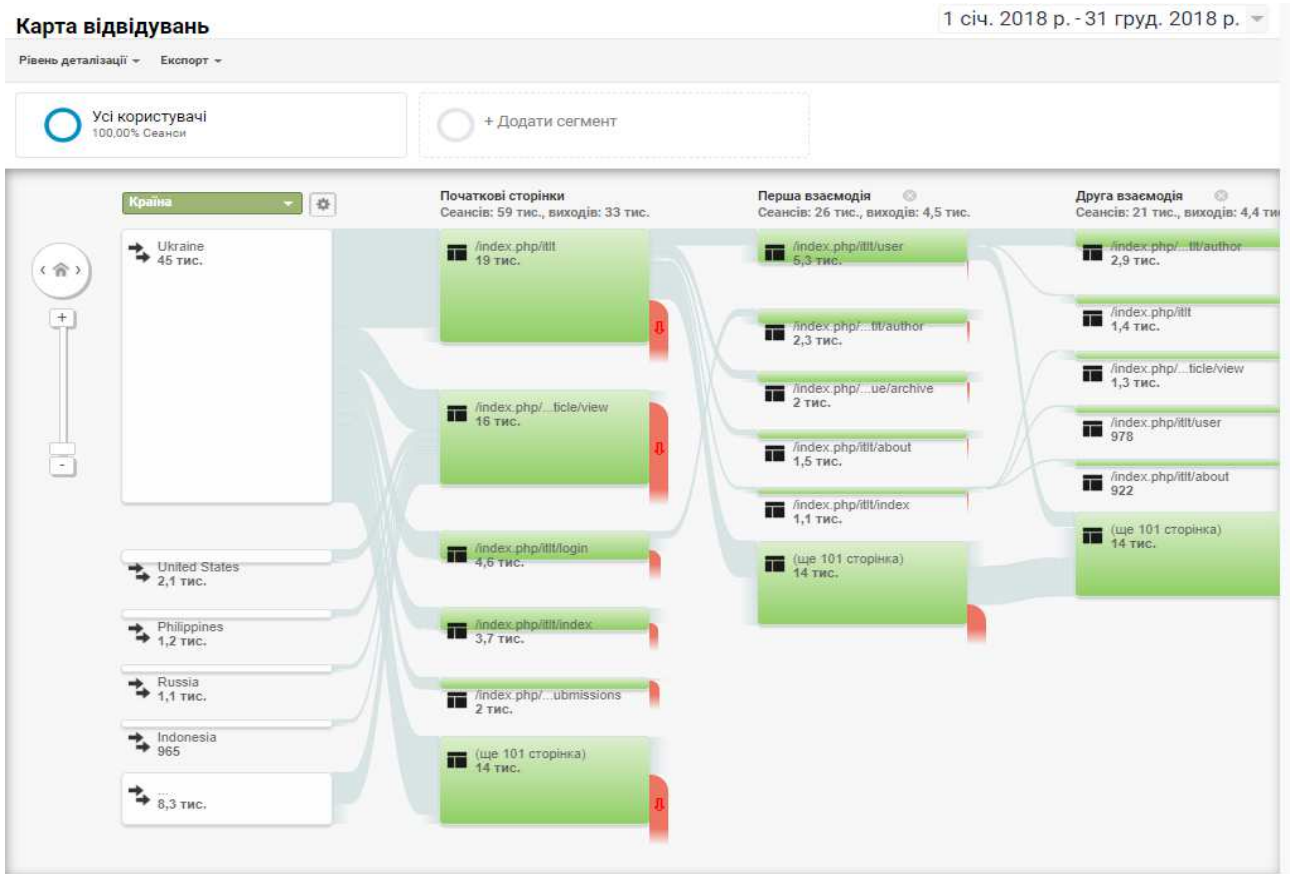 Карта відвідувань
1 січ. 2018 р. - 31 груд. 2018 р.
Рівень деталізації
Експорт
Усі користувачі
100,00% Сеанси
+ Додати сегмент
Країна
Ukraine
45 тис.
United States
2,1 тис.
Philippines
1,2 тис.
Russia
1,1 тис.
Indonesia
965
...
8,3 тис.
Початкові сторінки
Сеансів: 59 тис., виходів: 33 тис.
/index.php/itlt
19 тис.
/index.php/...ticle/view
16 тис.
/index.php/itlt/login
4,6 тис.
/index.php/itlt/index
3,7 тис.
/index.php/...ubmissions
2 тис.
(ще 101 сторінка)
14 тис.
Перша взаємодія
Сеансів: 26 тис., виходів: 4,5 тис.
/index.php/itlt/user
5,3 тис.
/index.php/...tlt/author
2,3 тис.
/index.php/...ue/archive
2 тис.
/index.php/itlt/about
1,5 тис.
/index.php/itlt/index
1,1 тис.
(ще 101 сторінка)
14 тис.
Друга взаємодія
Сеансів: 21 тис., виходів: 4,4
/index.php/...tlt/author
2,9 тис.
/index.php/itlt
1,4 тис.
/index.php/...ticle/view
1,3 тис.
/index.php/itlt/user
978
/index.php/itlt/about
922
(ще 101 сторінка)
14 тис.